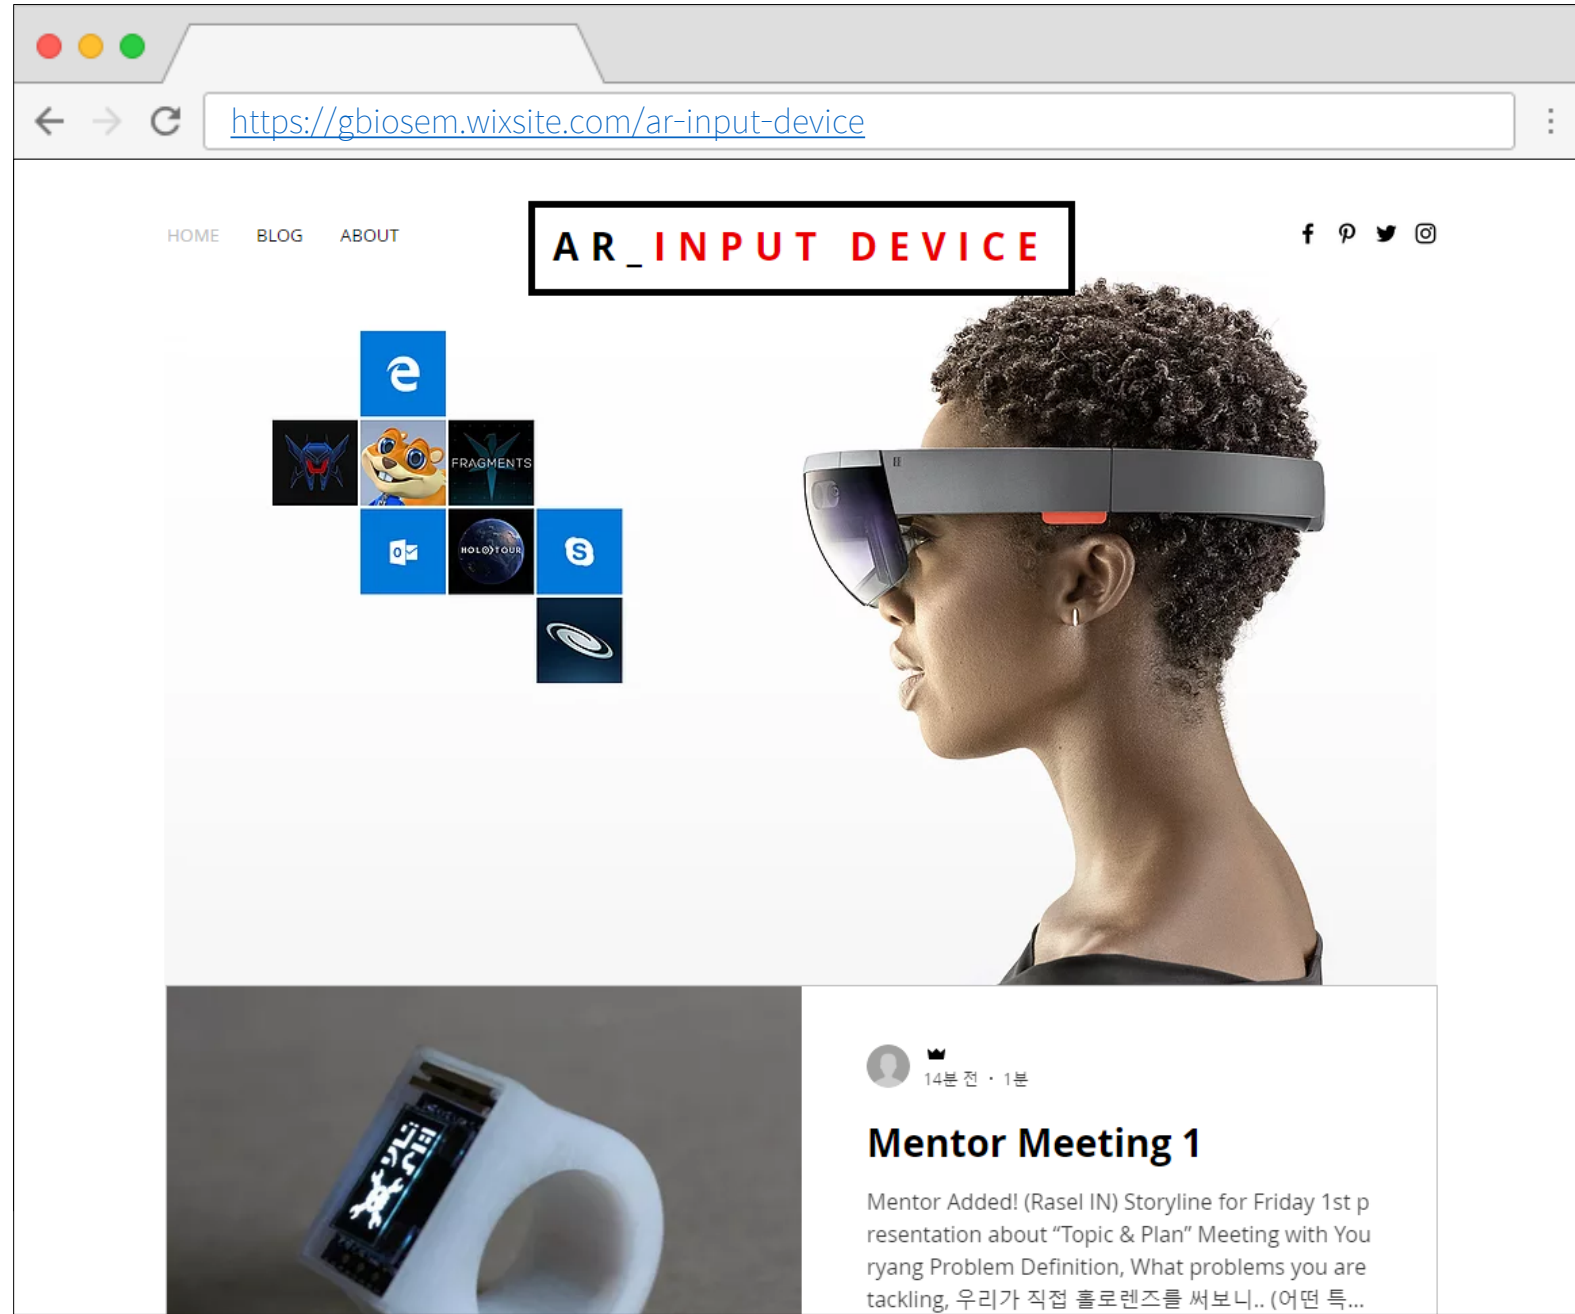 https://gbiosem.wixsite.com/ar-input-device
HOME BLOG ABOUT
AR_INPUT DEVICE
FRAGMENTS
HOLOTOUR
14분 전 · 1분
Mentor Meeting 1
Mentor Added! (Rasel IN) Storyline for Friday 1st p
resentation about “Topic & Plan” Meeting with You
ryang Problem Definition, What problems you are
tackling, 우리가 직접 홀로렌즈를 써보니.. (어떤 특...